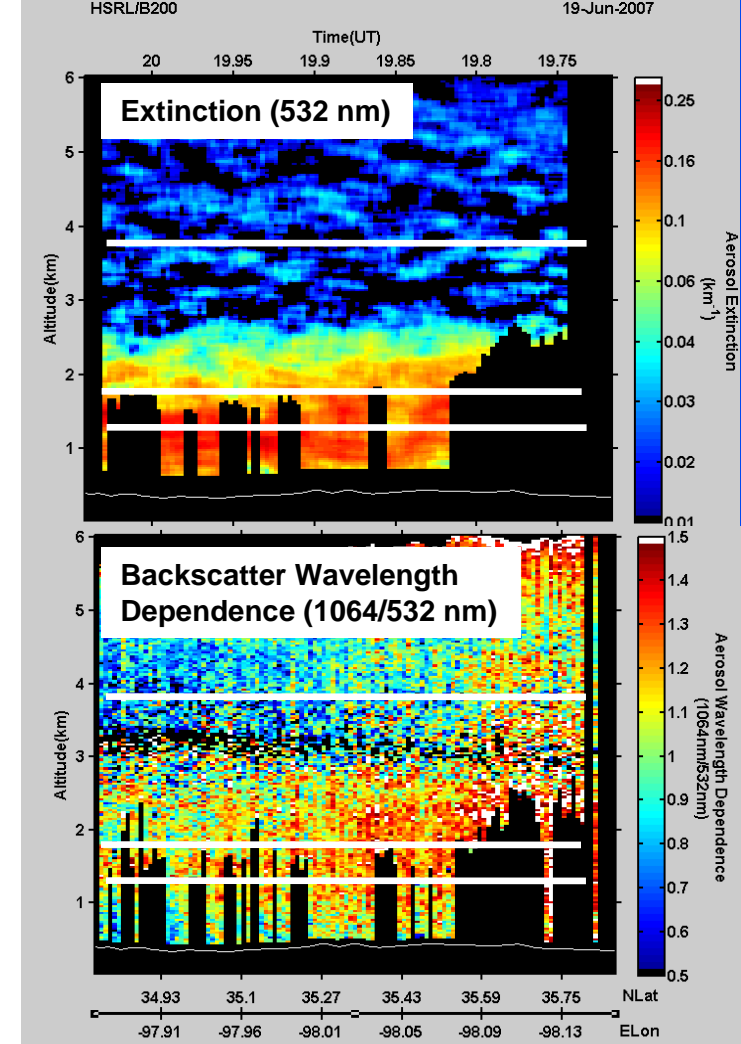 HSRL/B200 19-Jun-2007
Time(UT)
20 19.95 19.9 19.85 19.8 19.75
Extinction (532 nm)
6
5
4
3
2
1
Altitude(km)
0.25
0.16
0.1
0.06
0.04
0.03
0.02
0.01
Aerosol Extinction
(km-1)
Backscatter Wavelength
Dependence (1064/532 nm)
6
5
4
3
2
1
Altitude(km)
1.5
1.4
1.3
1.2
1.1
1
0.9
0.8
0.7
0.6
0.5
Aerosol Wavelength Dependence
(1064nm/532nm)
34.93 35.1 35.27 35.43 35.59 35.75 NLat
-97.91 -97.96 -98.01 -98.05 -98.09 -98.13 ELon